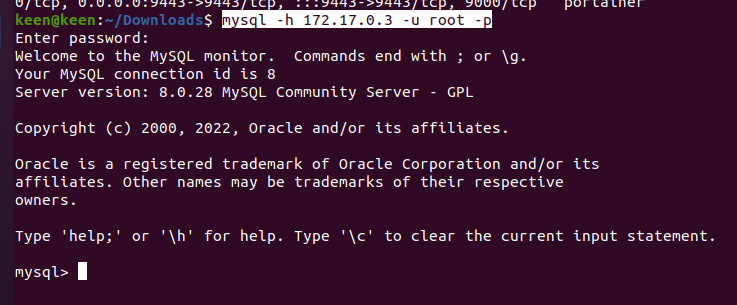 0/tcp, 0.0.0.0:9443->9443/tcp, :::9443->9443/tcp, 9000/tcp   portainer
keen@keen:~/Downloads$ mysql -h 172.17.0.3 -u root -p
Enter password:
Welcome to the MySQL monitor.  Commands end with ; or \g.
Your MySQL connection id is 8
Server version: 8.0.28 MySQL Community Server - GPL

Copyright (c) 2000, 2022, Oracle and/or its affiliates.

Oracle is a registered trademark of Oracle Corporation and/or its
affiliates. Other names may be trademarks of their respective
owners.

Type 'help;' or '\h' for help. Type '\c' to clear the current input statement.

mysql>